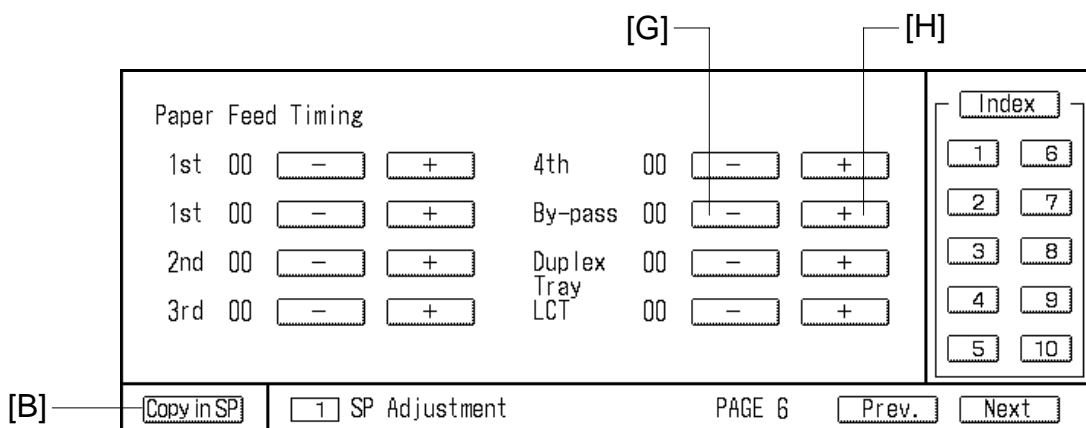 [G] [H]
Paper Feed Timing
1st 00 − + 4th 00 − +
1st 00 − + By-pass 00 − +
2nd 00 − + Duplex Tray 00 − +
3rd 00 − + LCT 00 − +
Index
1 6
2 7
3 8
4 9
5 10
[B] Copy in SP 1 SP Adjustment PAGE 6 Prev. Next